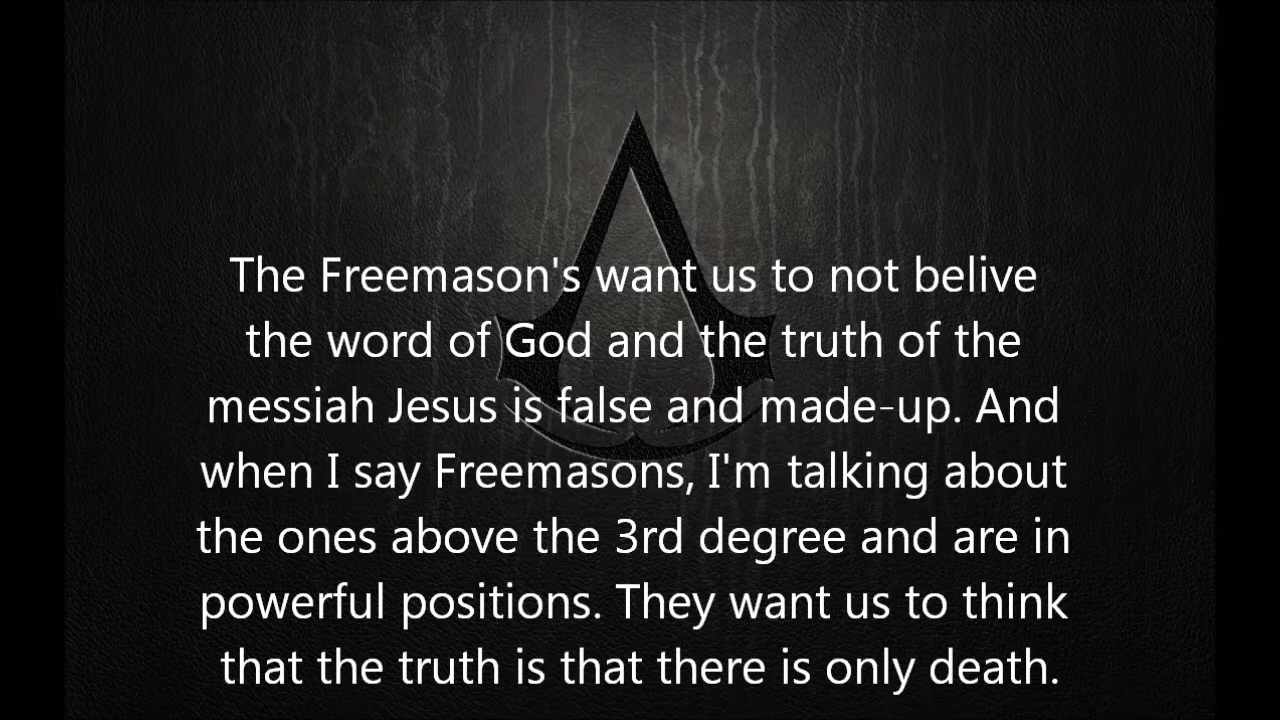 The Freemason's want us to not belive
the word of God and the truth of the
messiah Jesus is false and made-up. And
when I say Freemasons, I'm talking about
the ones above the 3rd degree and are in
powerful positions. They want us to think
that the truth is that there is only death.